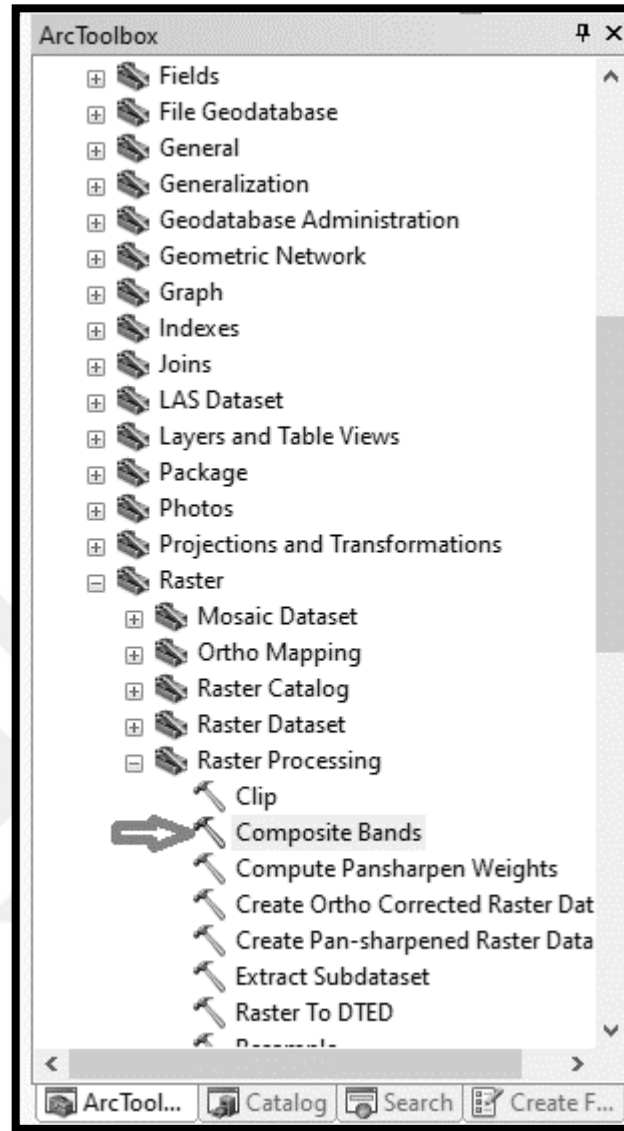 ArcToolbox
Fields
File Geodatabase
General
Generalization
Geodatabase Administration
Geometric Network
Graph
Indexes
Joins
LAS Dataset
Layers and Table Views
Package
Photos
Projections and Transformations
Raster
Mosaic Dataset
Ortho Mapping
Raster Catalog
Raster Dataset
Raster Processing
Clip
Composite Bands
Compute Pansharpen Weights
Create Ortho Corrected Raster Dat
Create Pan-sharpened Raster Data
Extract Subdataset
Raster To DTED
ArcTool... Catalog Search Create F...